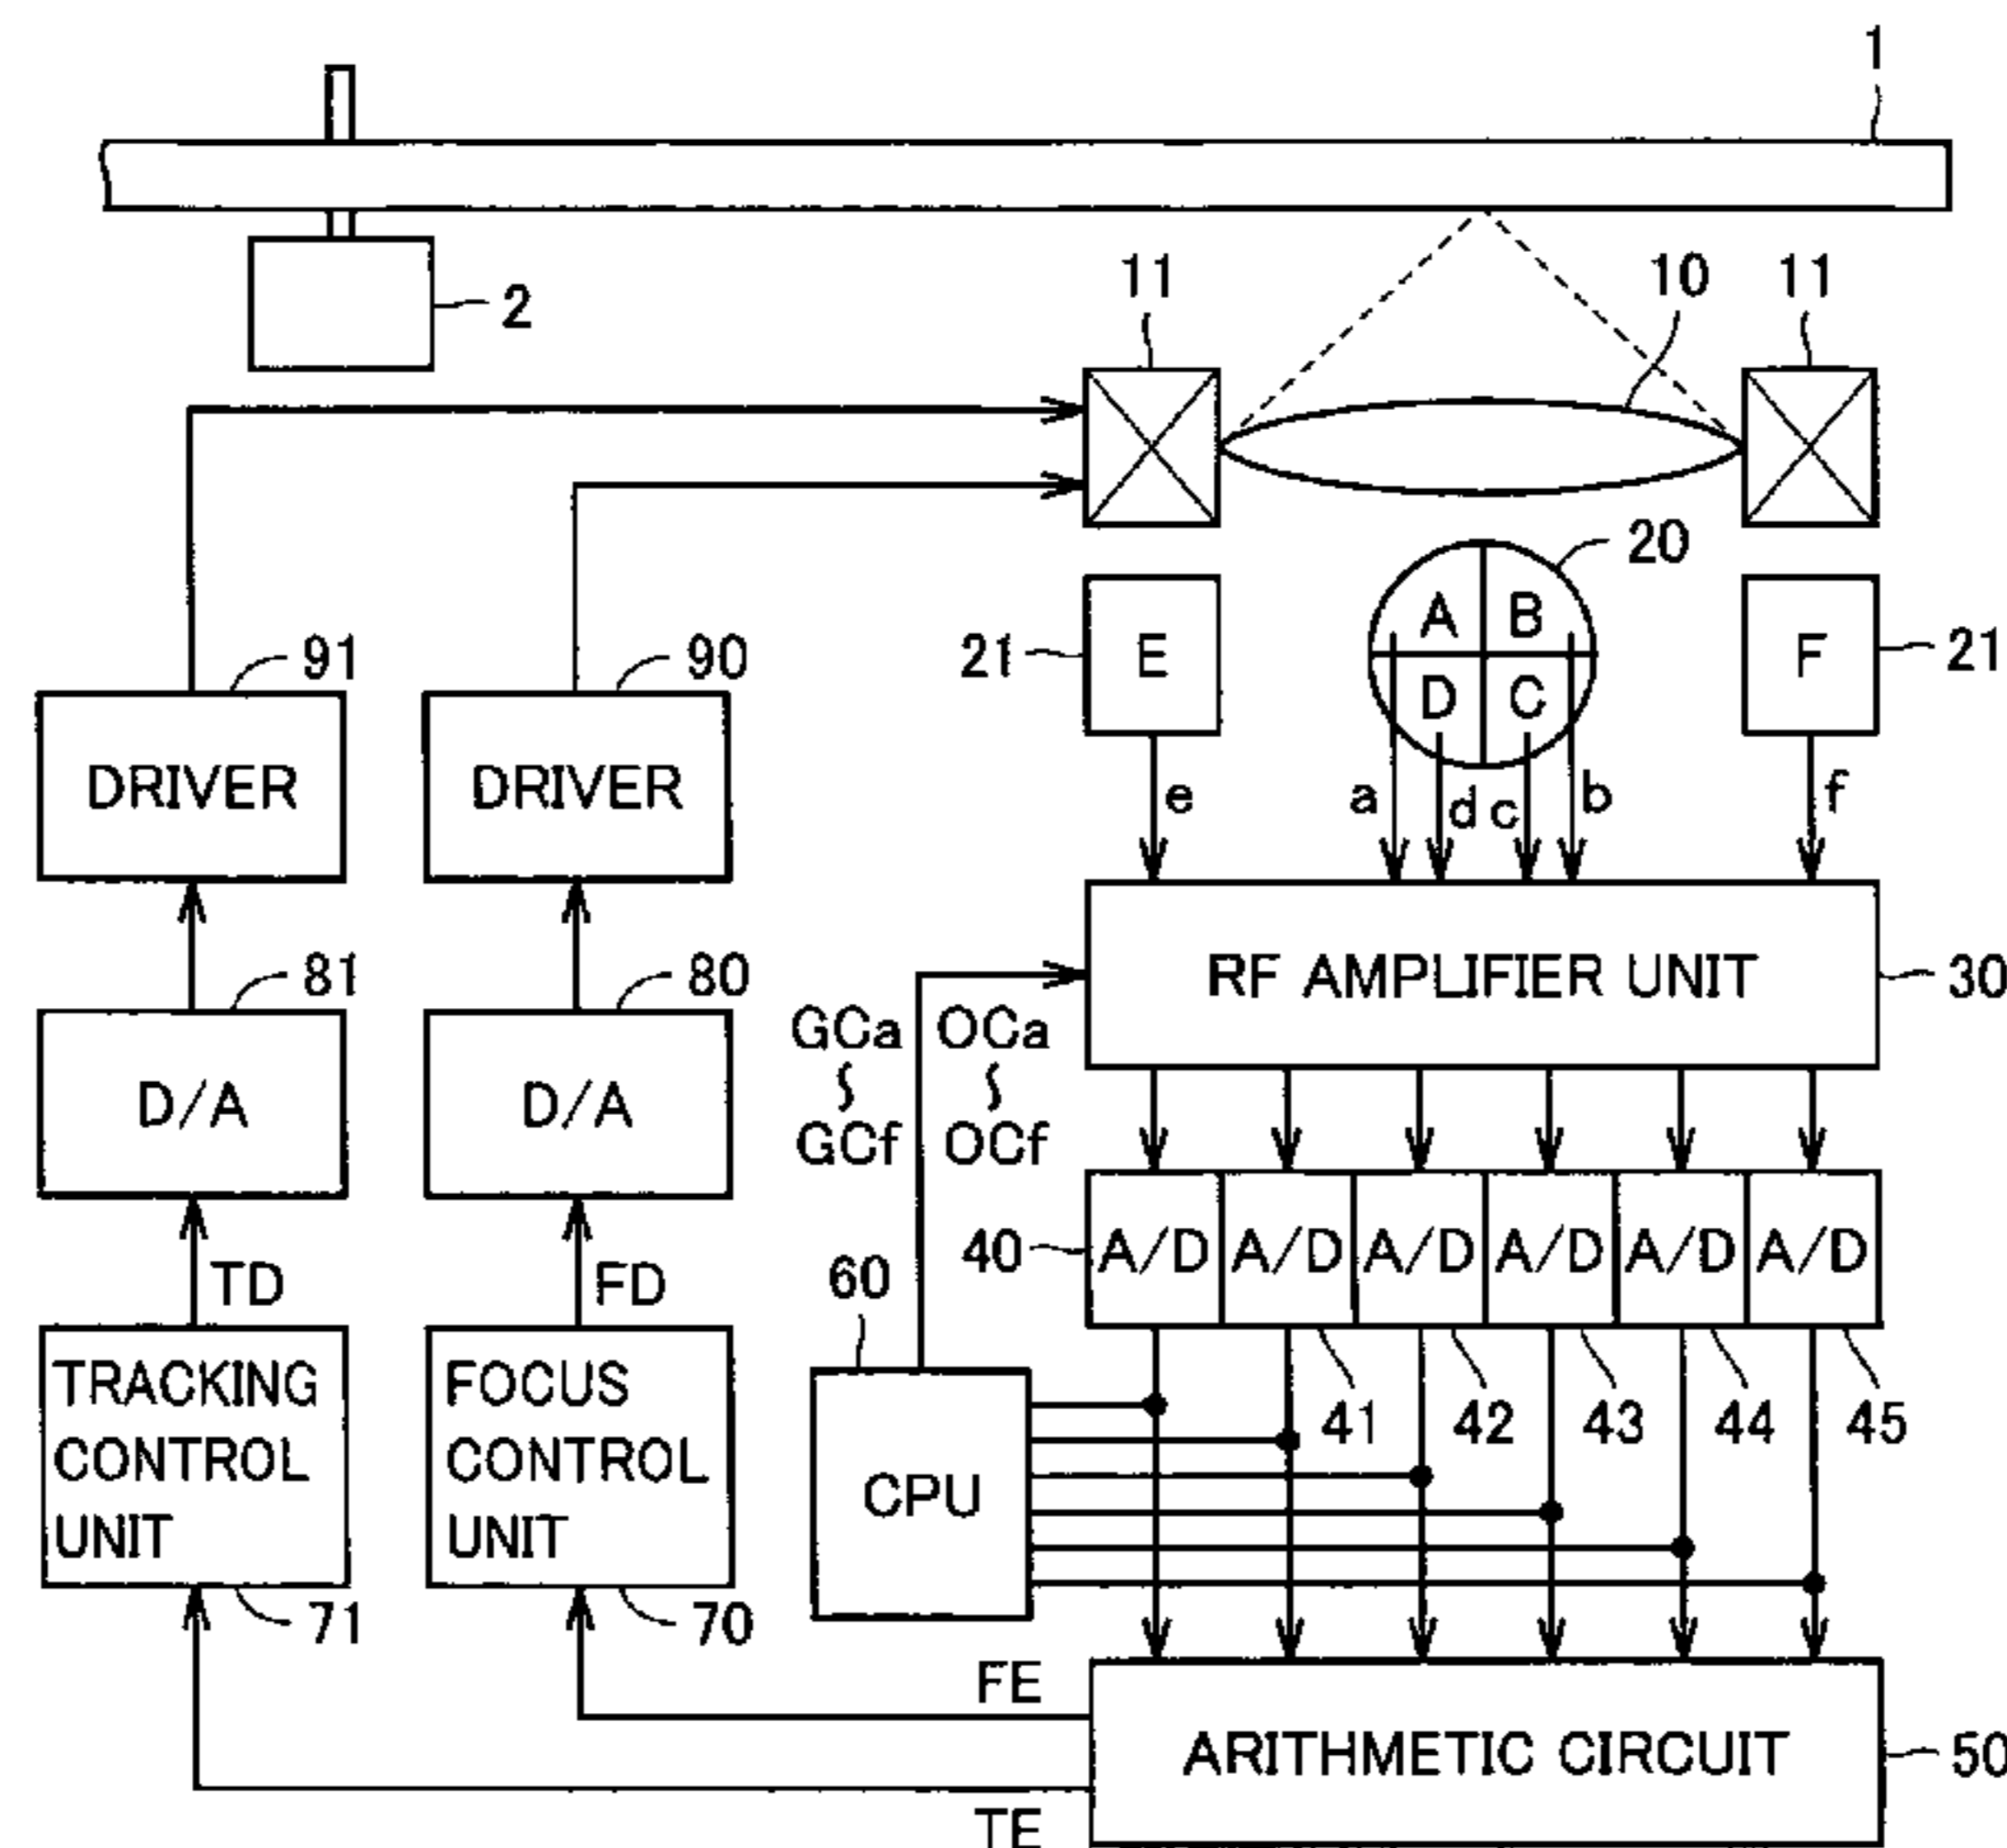 1
2
11
10
11
20
91
90
21
E
A
B
D
C
F
21
DRIVER
DRIVER
e
a
d
c
b
f
81
80
RF AMPLIFIER UNIT
30
GCa
OCa
D/A
D/A
GCf
OCf
TD
FD
60
40
A/D
A/D
A/D
A/D
A/D
A/D
TRACKING
CONTROL
UNIT
FOCUS
CONTROL
UNIT
41
42
43
44
45
CPU
71
70
FE
ARITHMETIC CIRCUIT
50
TE